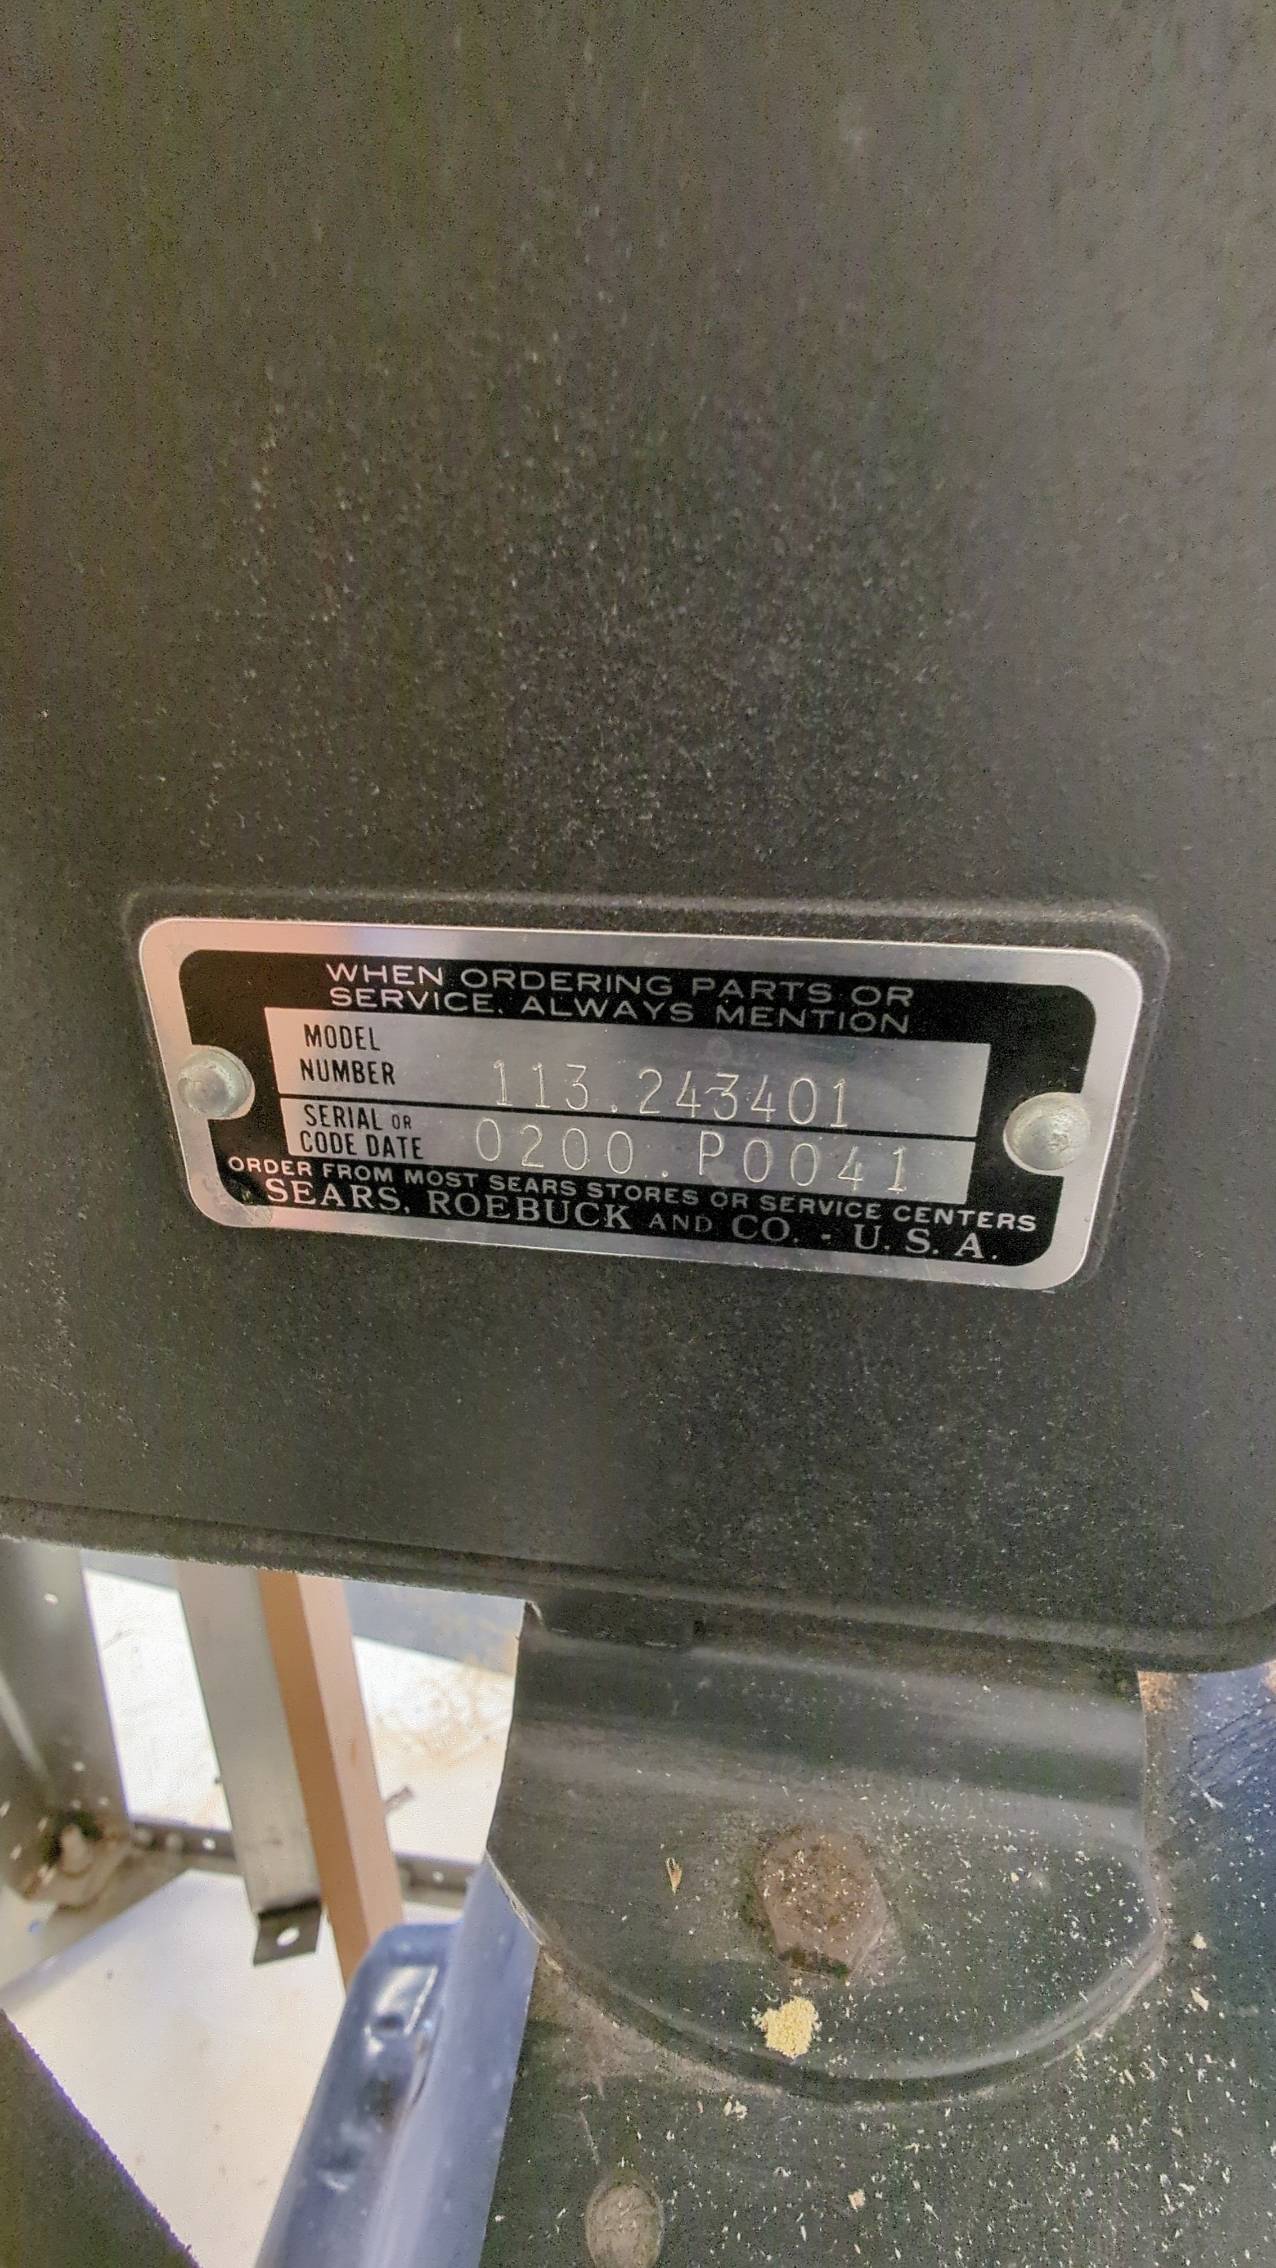 WHEN ORDERING PARTS OR
SERVICE, ALWAYS MENTION
MODEL
NUMBER 113.243401
SERIAL OR
CODE DATE 0200.P0041
ORDER FROM MOST SEARS STORES OR SERVICE CENTERS
SEARS, ROEBUCK AND CO. - U. S. A.